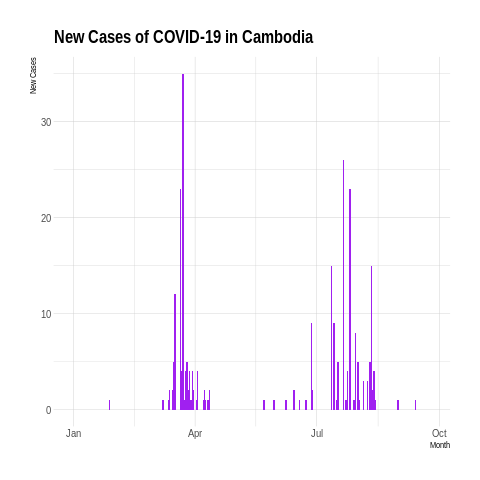 New Cases of COVID-19 in Cambodia
New Cases
30
20
10
0
Jan Apr Jul Oct
Month